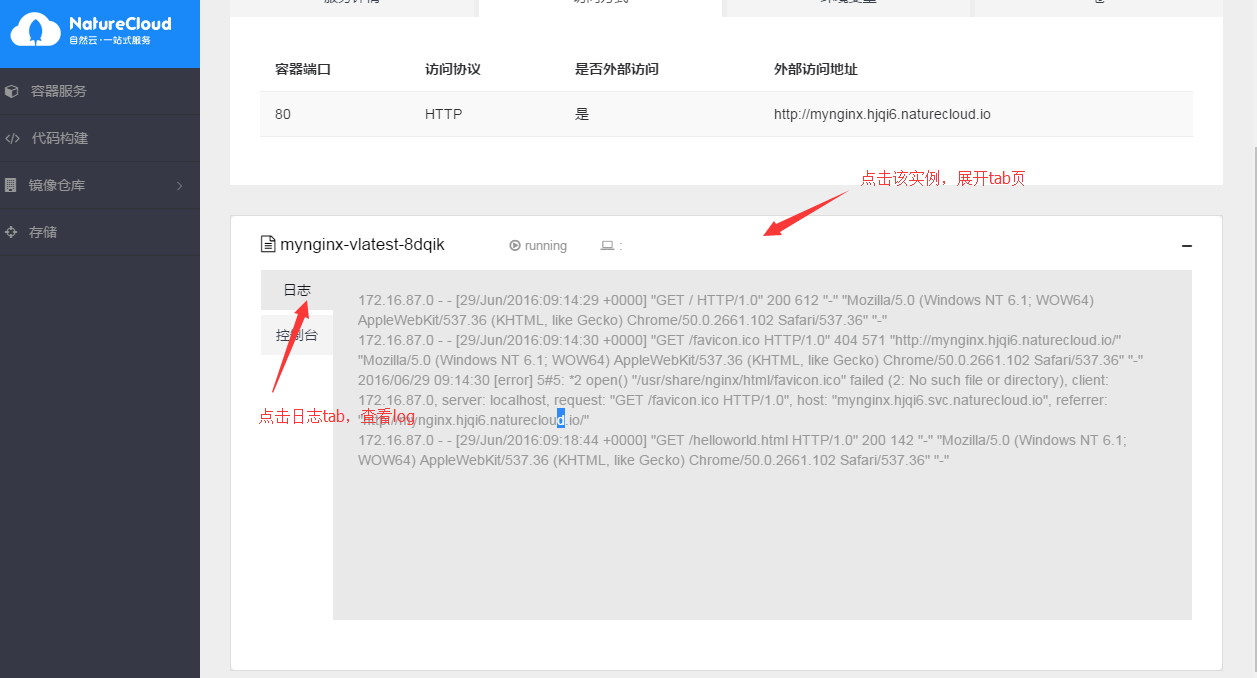 NatureCloud
自然云·一站式服务
容器服务
代码构建
镜像仓库
存储
容器端口 访问协议 是否外部访问 外部访问地址
80 HTTP 是 http://mynginx.hjqi6.naturecloud.io
点击该实例，展开tab页
mynginx-vlatest-8dqik running :
日志
控制台
172.16.87.0 - - [29/Jun/2016:09:14:29 +0000] "GET / HTTP/1.0" 200 612 "-" "Mozilla/5.0 (Windows NT 6.1; WOW64)
AppleWebKit/537.36 (KHTML, like Gecko) Chrome/50.0.2661.102 Safari/537.36" "-"
172.16.87.0 - - [29/Jun/2016:09:14:30 +0000] "GET /favicon.ico HTTP/1.0" 404 571 "http://mynginx.hjqi6.naturecloud.io/"
"Mozilla/5.0 (Windows NT 6.1; WOW64) AppleWebKit/537.36 (KHTML, like Gecko) Chrome/50.0.2661.102 Safari/537.36" "-"
2016/06/29 09:14:30 [error] 5#5: *2 open() "/usr/share/nginx/html/favicon.ico" failed (2: No such file or directory), client:
172.16.87.0, server: localhost, request: "GET /favicon.ico HTTP/1.0", host: "mynginx.hjqi6.svc.naturecloud.io", referrer:
"http://mynginx.hjqi6.naturecloud.io/"
172.16.87.0 - - [29/Jun/2016:09:18:44 +0000] "GET /helloworld.html HTTP/1.0" 200 142 "-" "Mozilla/5.0 (Windows NT 6.1;
WOW64) AppleWebKit/537.36 (KHTML, like Gecko) Chrome/50.0.2661.102 Safari/537.36" "-"
点击日志tab，查看log